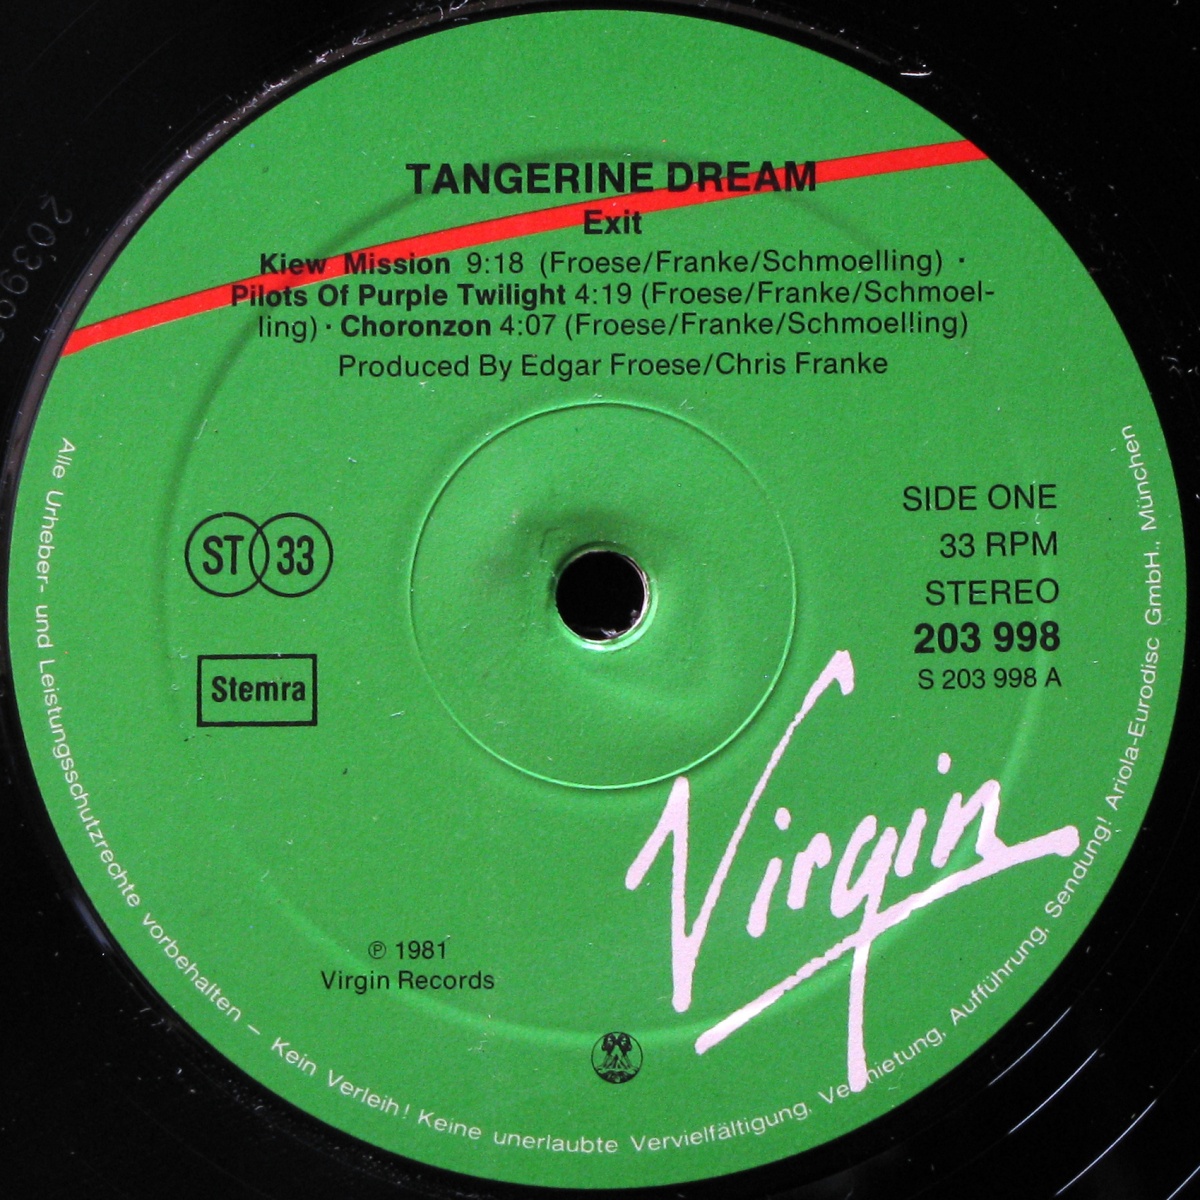 TANGERINE DREAM
Exit
Kiew Mission 9:18 (Froese/Franke/Schmoelling) ·
Pilots Of Purple Twilight 4:19 (Froese/Franke/Schmoel-
ling) · Choronzon 4:07 (Froese/Franke/Schmoelling)
Produced By Edgar Froese/Chris Franke
ST 33
Stemra
SIDE ONE
33 RPM
STEREO
203 998
S 203 998 A
Virgin
℗ 1981
Virgin Records
Alle Urheber- und Leistungsschutzrechte vorbehalten – Kein Verleih! Keine unerlaubte Vervielfältigung, Vermietung, Aufführung, Sendung! Ariola-Eurodisc GmbH., München